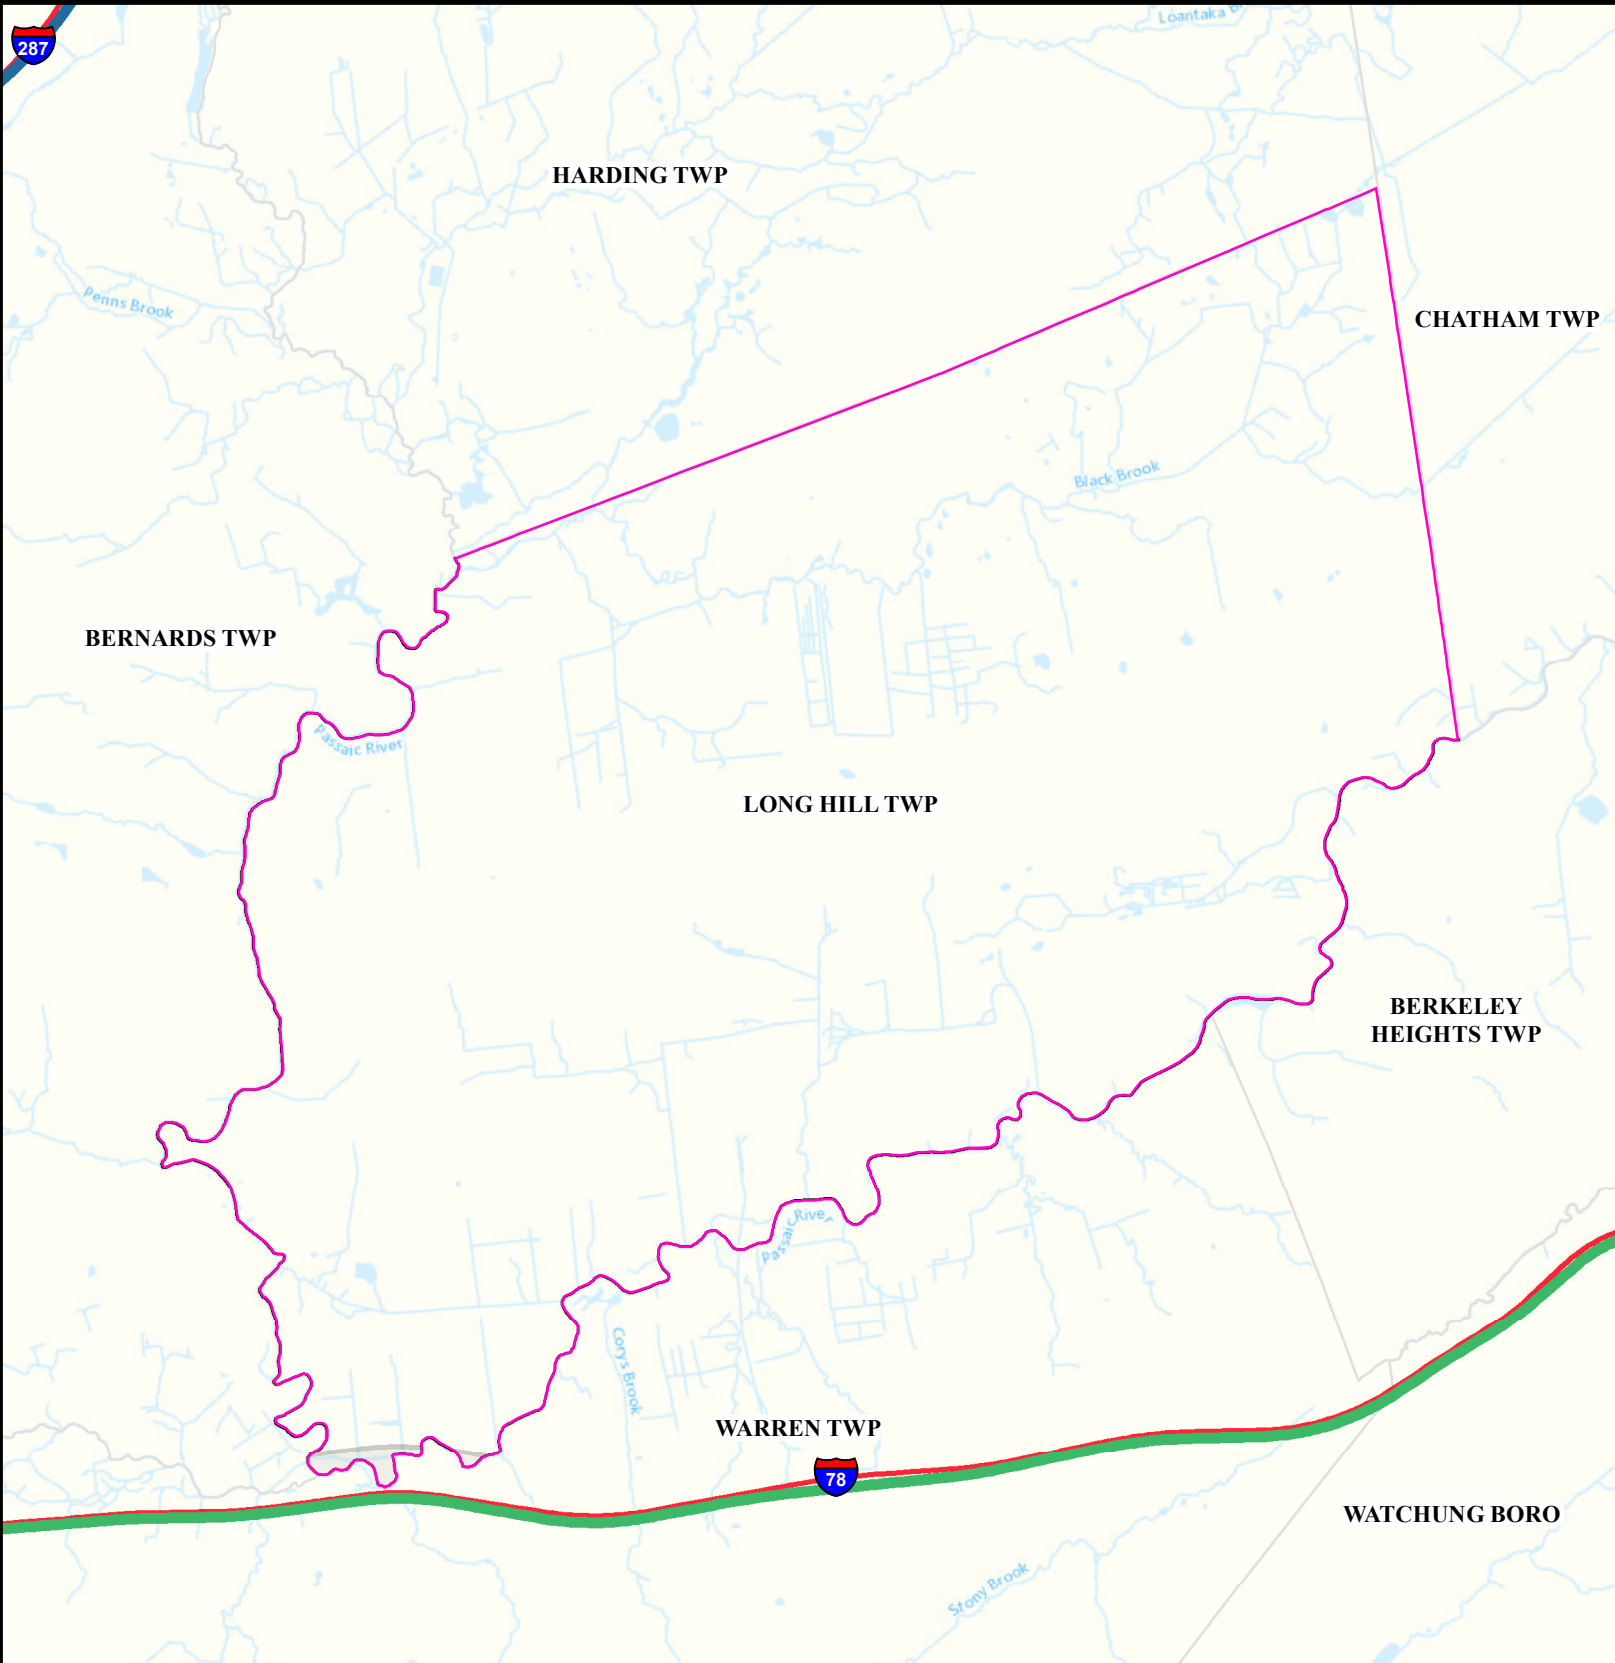 Loantaka
287
HARDING TWP
Penns Brook
CHATHAM TWP
Black Brook
BERNARDS TWP
Passaic River
LONG HILL TWP
BERKELEY
HEIGHTS TWP
Passaic River
Corys Brook
WARREN TWP
78
WATCHUNG BORO
Stony Brook